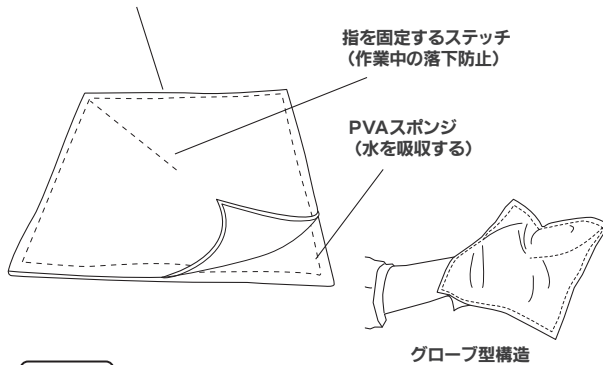 指を固定するステッチ
（作業中の落下防止）
PVAスポンジ
（水を吸収する）
グローブ型構造